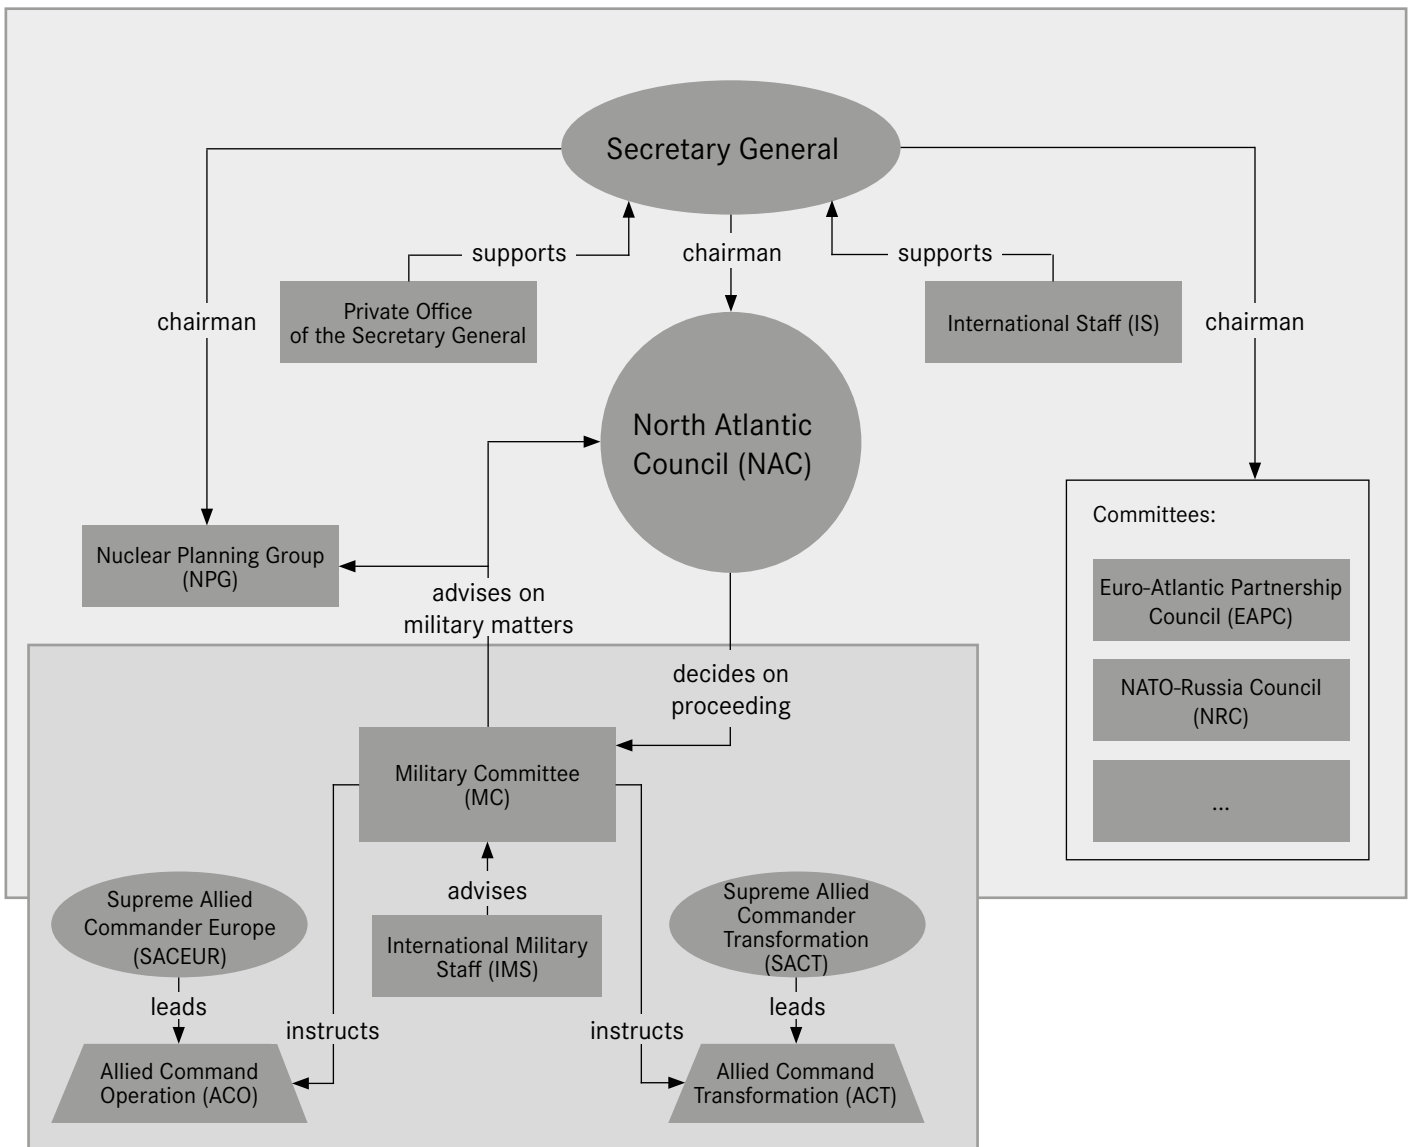 Secretary General
supports
chairman
supports
Private Office
of the Secretary General
International Staff (IS)
chairman
chairman
North Atlantic
Council (NAC)
Nuclear Planning Group
(NPG)
advises on
military matters
Committees:
Euro-Atlantic Partnership
Council (EAPC)
NATO-Russia Council
(NRC)
...
decides on
proceeding
Military Committee
(MC)
advises
Supreme Allied
Commander Europe
(SACEUR)
International Military
Staff (IMS)
Supreme Allied
Commander
Transformation
(SACT)
leads
instructs
instructs
leads
Allied Command
Operation (ACO)
Allied Command
Transformation (ACT)